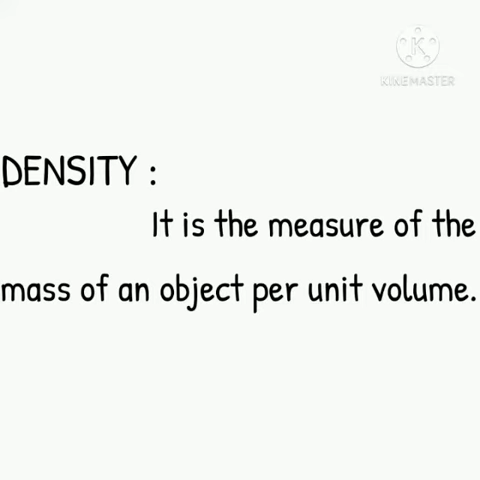 K
KINEMASTER
DENSITY :
It is the measure of the
mass of an object per unit volume.